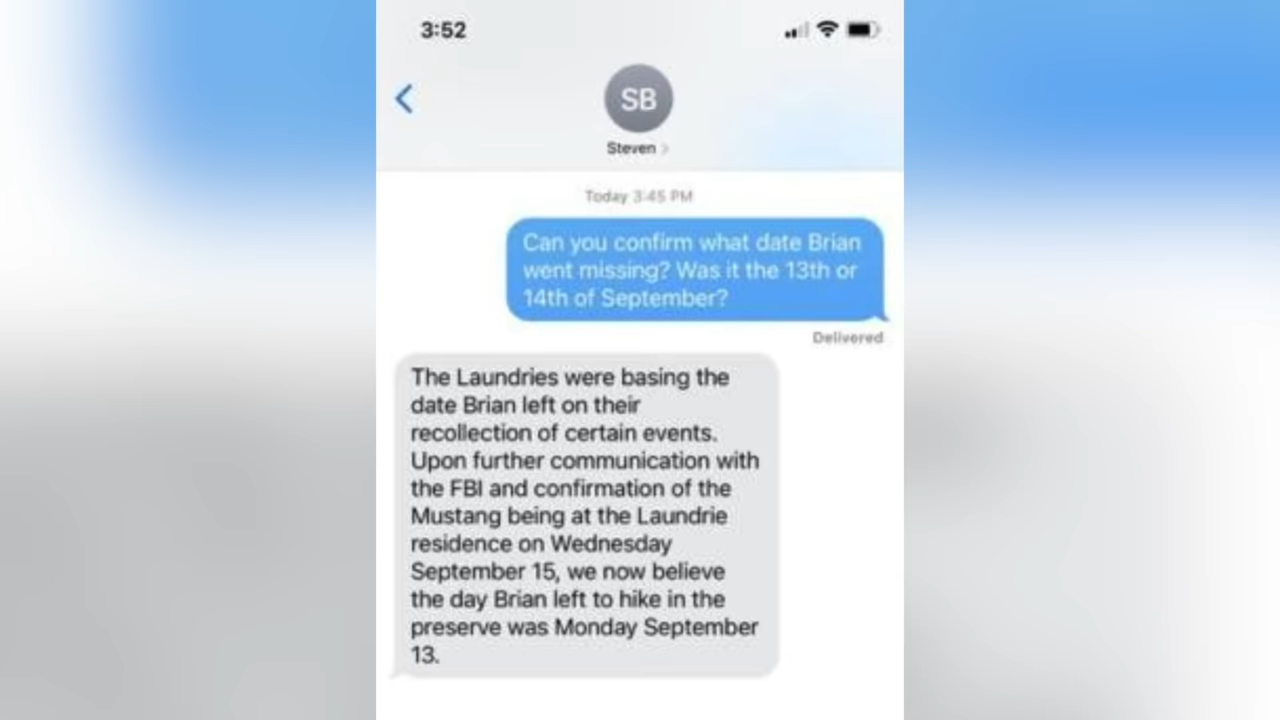 3:52
SB
Steven >
Today 3:45 PM
Can you confirm what date Brian
went missing? Was it the 13th or
14th of September?
Delivered
The Laundries were basing the
date Brian left on their
recollection of certain events.
Upon further communication with
the FBI and confirmation of the
Mustang being at the Laundrie
residence on Wednesday
September 15, we now believe
the day Brian left to hike in the
preserve was Monday September
13.